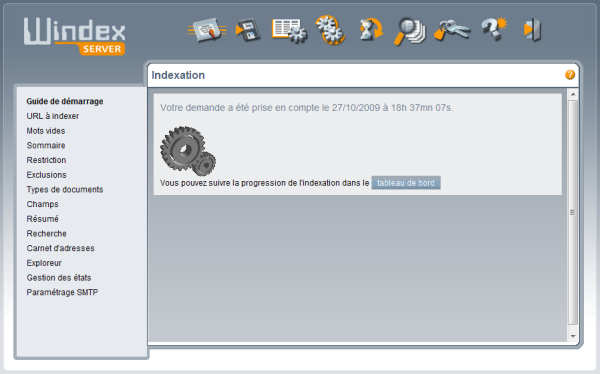 Windex
SERVER
Indexation
?
Guide de démarrage
URL à indexer
Mots vides
Sommaire
Restriction
Exclusions
Types de documents
Champs
Résumé
Recherche
Carnet d'adresses
Exploreur
Gestion des états
Paramétrage SMTP
Votre demande a été prise en compte le 27/10/2009 à 18h 37mn 07s.
Vous pouvez suivre la progression de l'indexation dans le tableau de bord